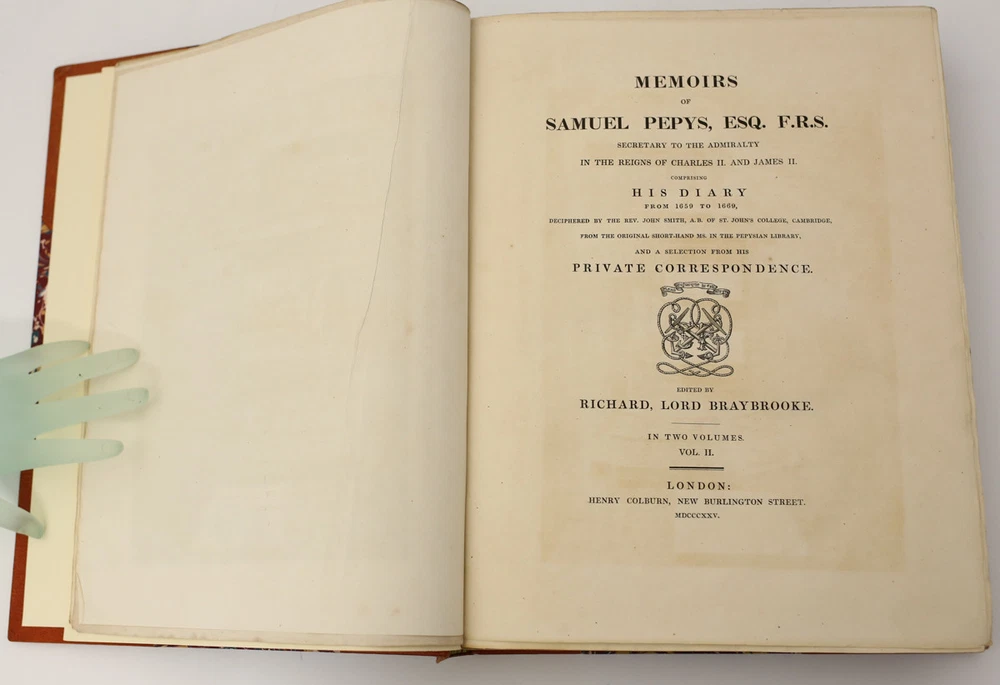 MEMOIRS
OF
SAMUEL PEPYS, ESQ. F.R.S.
SECRETARY TO THE ADMIRALTY
IN THE REIGNS OF CHARLES II. AND JAMES II.
COMPRISING
HIS DIARY
FROM 1659 TO 1669,
DECIPHERED BY THE REV. JOHN SMITH, A.B. OF ST. JOHN'S COLLEGE, CAMBRIDGE,
FROM THE ORIGINAL SHORT-HAND MS. IN THE PEPYSIAN LIBRARY,
AND A SELECTION FROM HIS
PRIVATE CORRESPONDENCE.
EDITED BY
RICHARD, LORD BRAYBROOKE.
IN TWO VOLUMES.
VOL. II.
LONDON:
HENRY COLBURN, NEW BURLINGTON STREET.
MDCCCXXV.